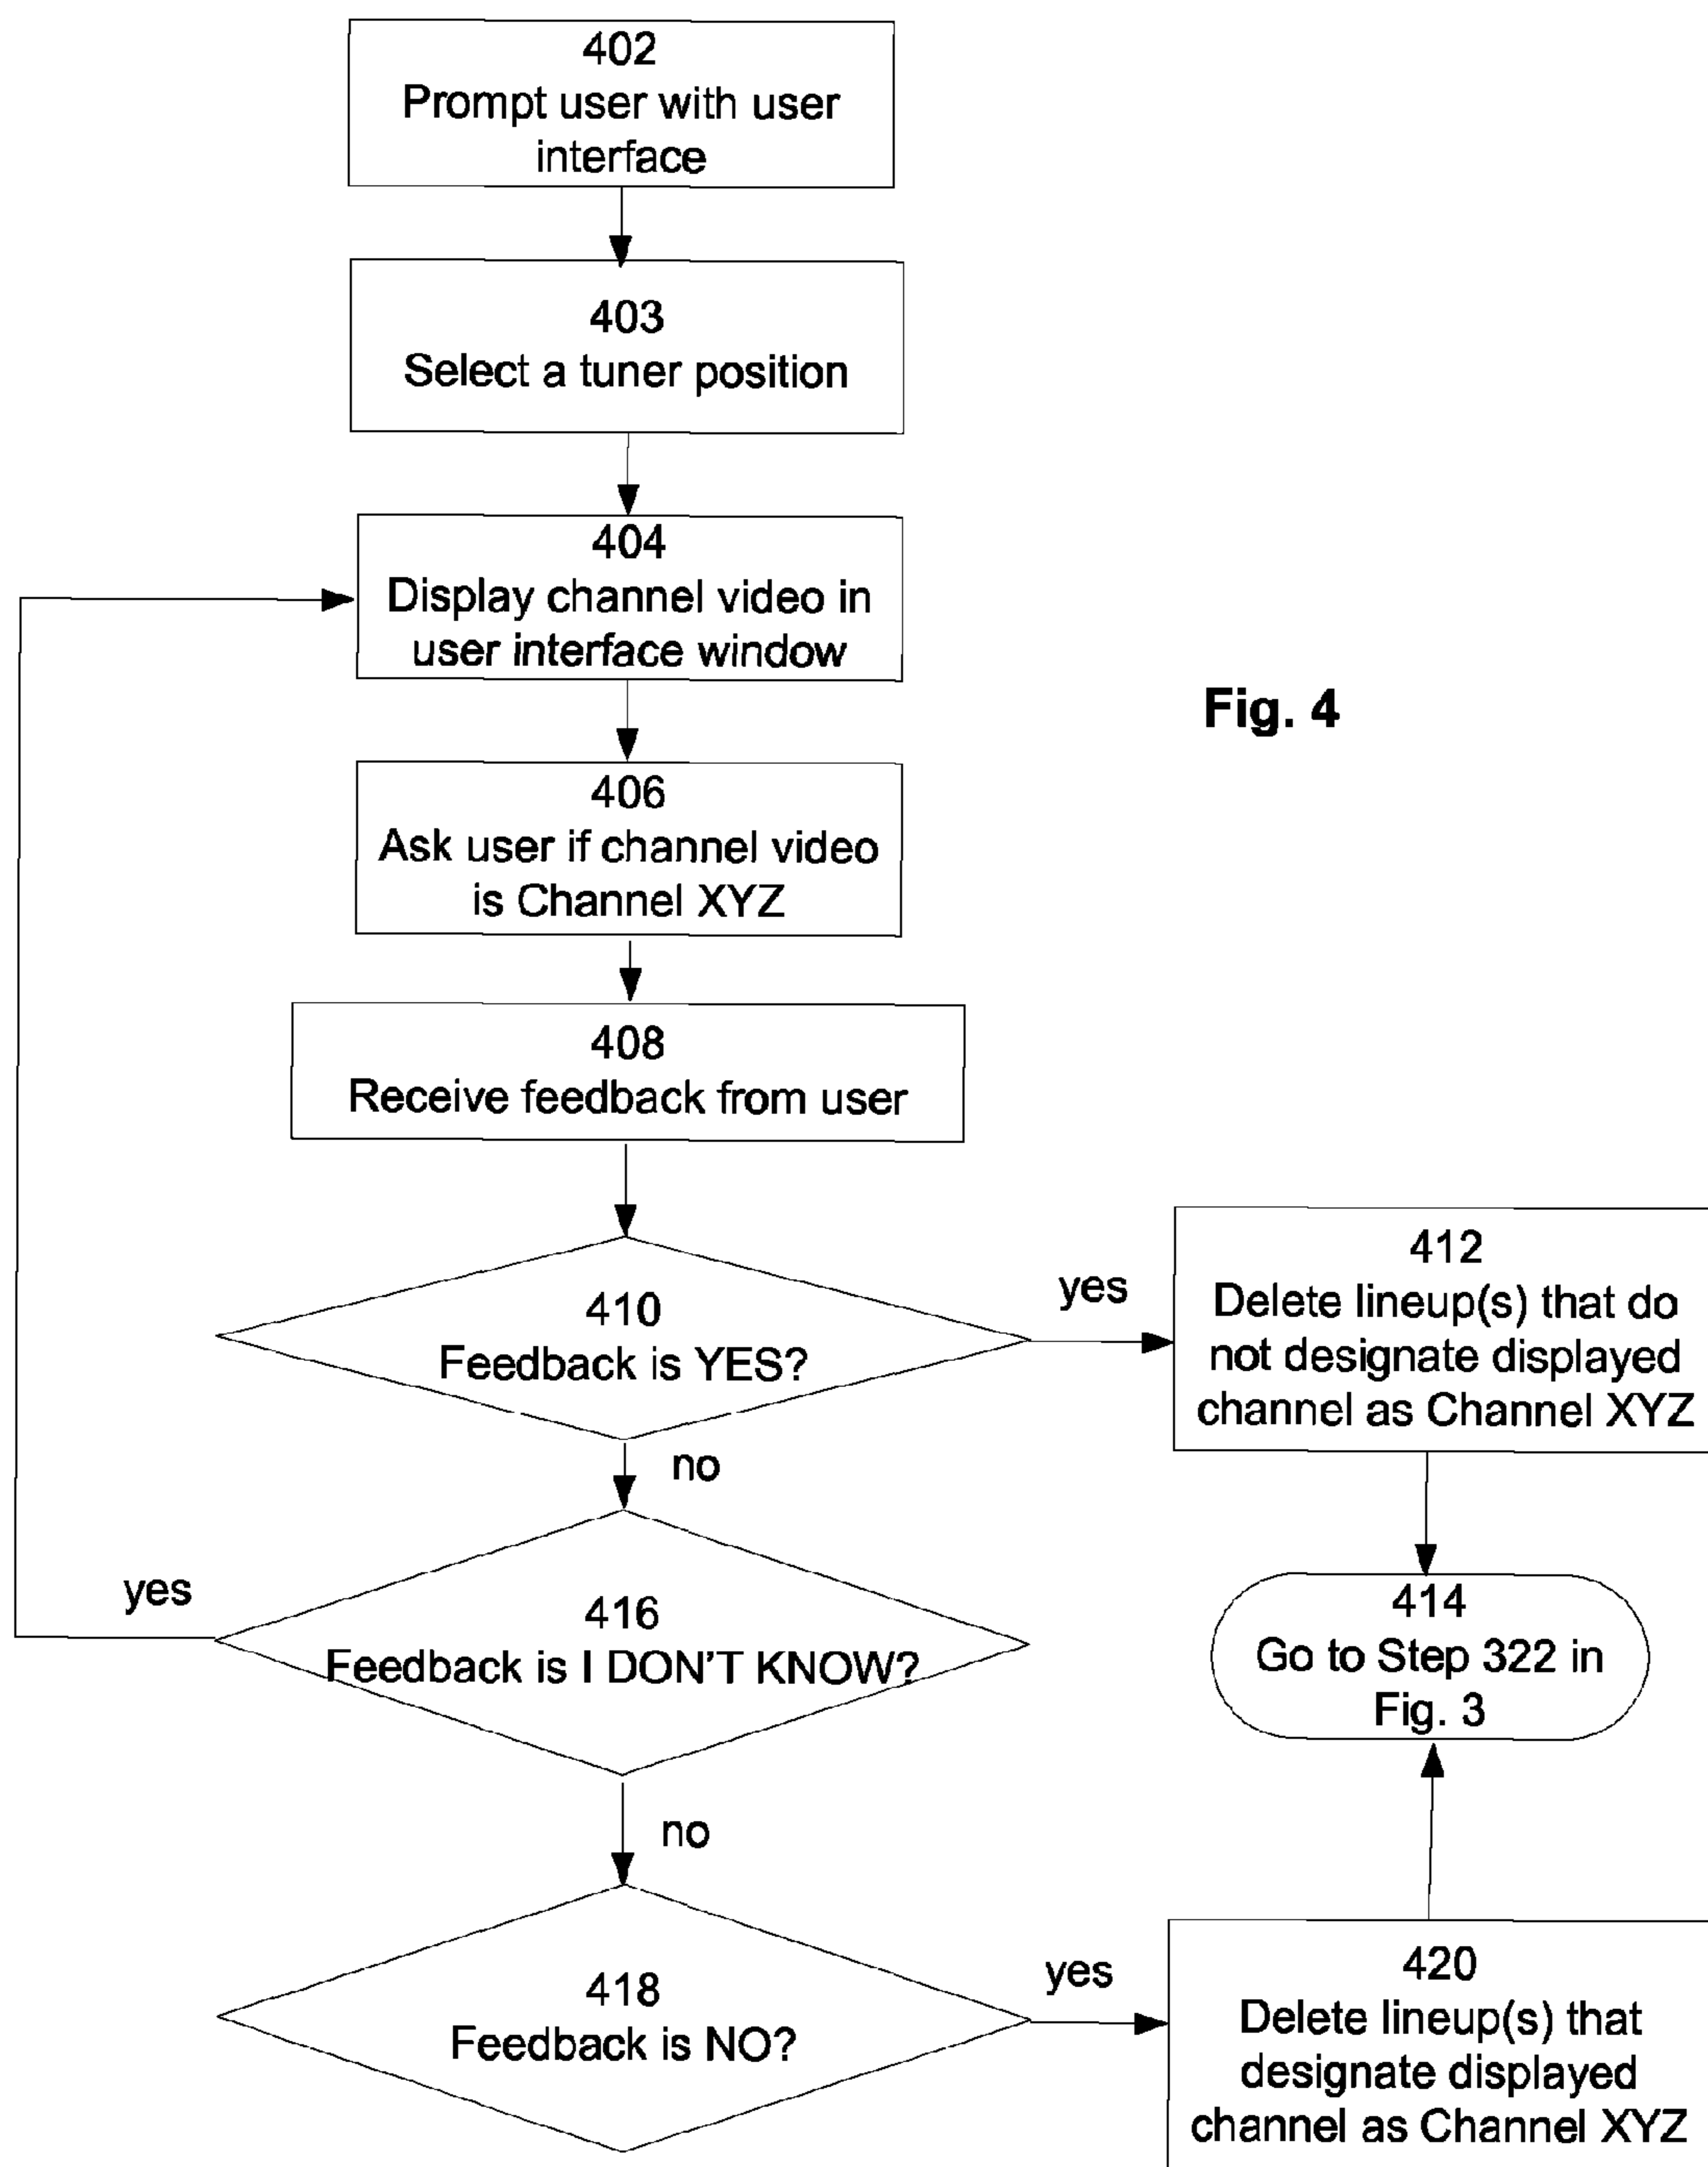 402
Prompt user with user
interface
403
Select a tuner position
404
Display channel video in
user interface window
Fig. 4
406
Ask user if channel video
is Channel XYZ
408
Receive feedback from user
410
Feedback is YES?
yes
412
Delete lineup(s) that do
not designate displayed
channel as Channel XYZ
no
416
Feedback is I DON'T KNOW?
yes
414
Go to Step 322 in
Fig. 3
no
418
Feedback is NO?
yes
420
Delete lineup(s) that
designate displayed
channel as Channel XYZ